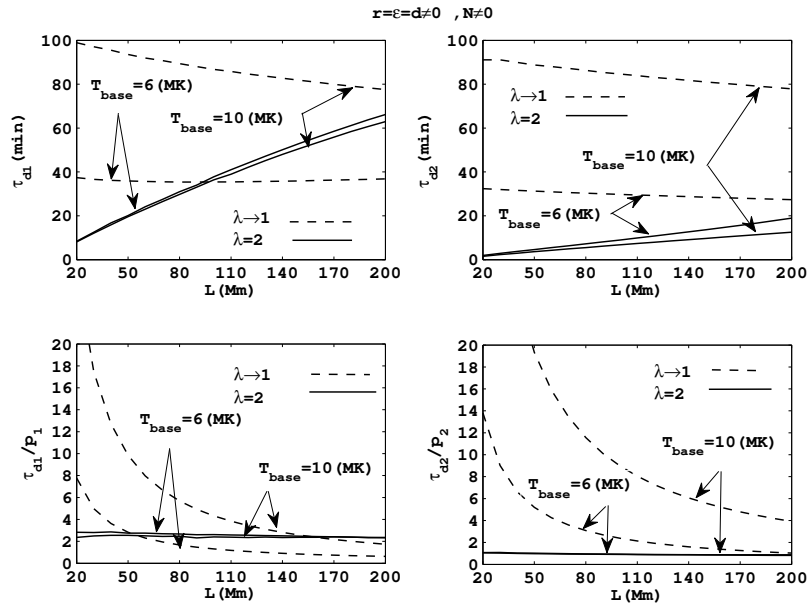 r=ε=d≠0 ,N≠0
τd1(min)
100
80
60
40
20
0
Tbase=6(MK)
Tbase=10(MK)
λ→1
λ=2
20 50 80 110 140 170 200
L(Mm)
τd2(min)
100
80
60
40
20
0
λ→1
λ=2
Tbase=10(MK)
Tbase=6(MK)
20 50 80 110 140 170 200
L(Mm)
τd1/p1
20
18
16
14
12
10
8
6
4
2
0
λ→1
λ=2
Tbase=6(MK)
Tbase=10(MK)
20 50 80 110 140 170 200
L(Mm)
τd2/p2
20
18
16
14
12
10
8
6
4
2
0
λ→1
λ=2
Tbase=10(MK)
Tbase=6(MK)
20 50 80 110 140 170 200
L(Mm)